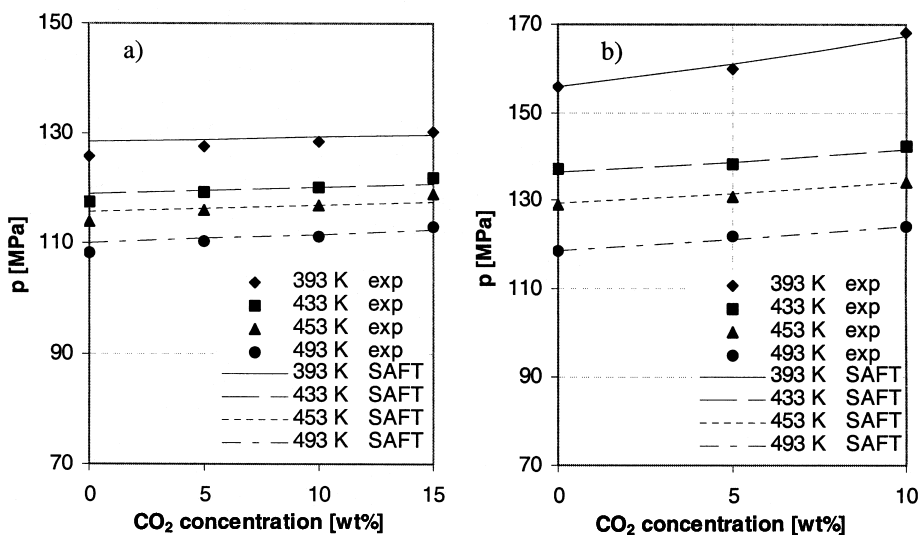 a)
150
130
110
90
70
p [MPa]
393 K exp
433 K exp
453 K exp
493 K exp
393 K SAFT
433 K SAFT
453 K SAFT
493 K SAFT
0 5 10 15
CO₂ concentration [wt%]
b)
170
150
130
110
90
70
p [MPa]
393 K exp
433 K exp
453 K exp
493 K exp
393 K SAFT
433 K SAFT
453 K SAFT
493 K SAFT
0 5 10
CO₂ concentration [wt%]